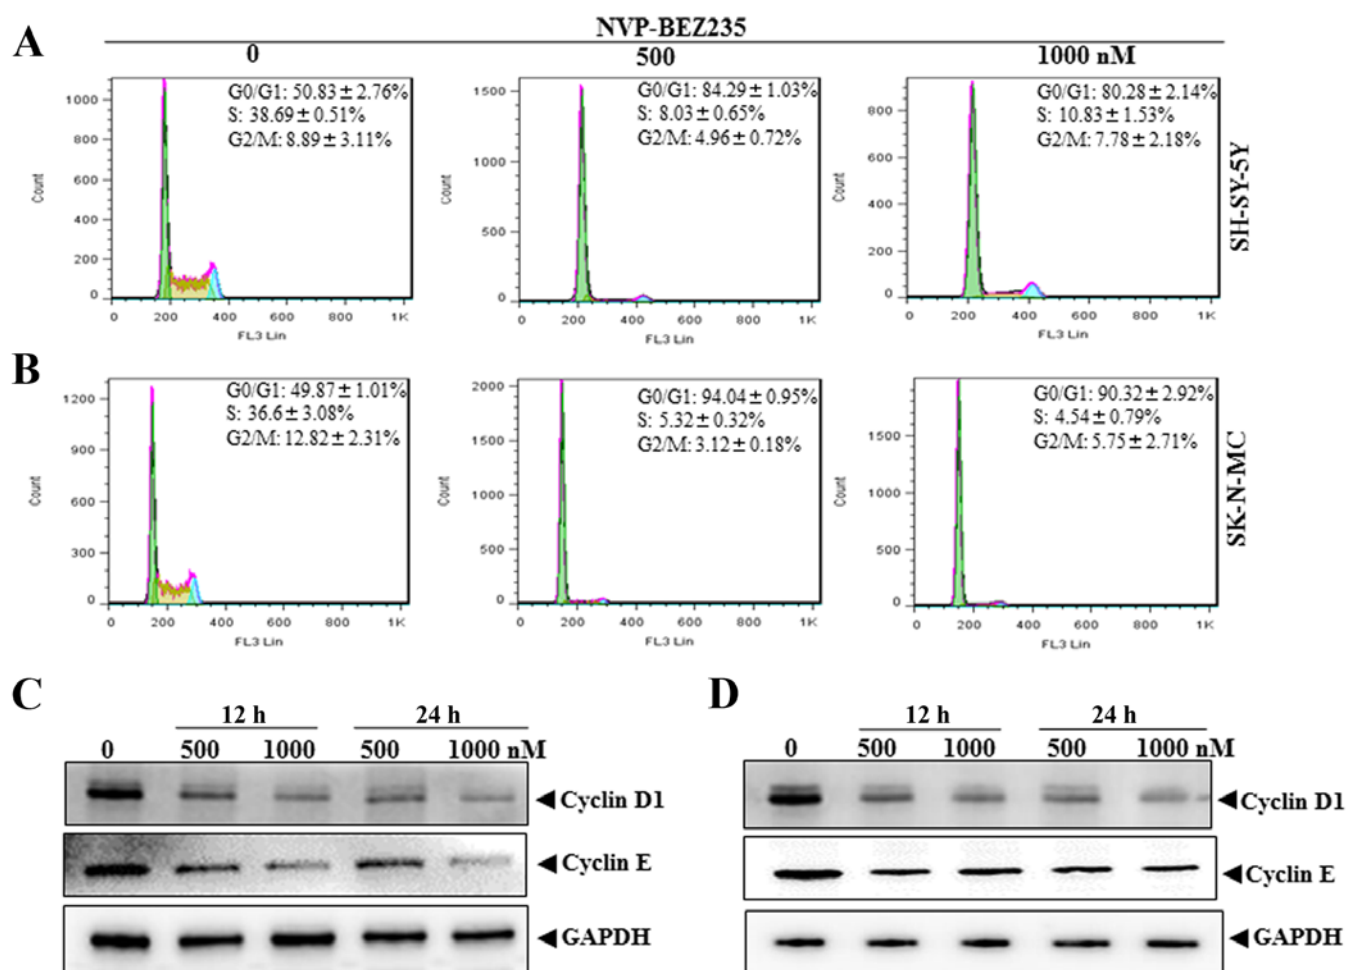 A
NVP-BEZ235
0 500 1000 nM
G0/G1: 50.83 ± 2.76%
S: 38.69 ± 0.51%
G2/M: 8.89 ± 3.11%
1000
800
600
400
200
0
Count
0 200 400 600 800 1K
FL3 Lin
G0/G1: 84.29 ± 1.03%
S: 8.03 ± 0.65%
G2/M: 4.96 ± 0.72%
1500
1000
500
0
Count
0 200 400 600 800 1K
FL3 Lin
G0/G1: 80.28 ± 2.14%
S: 10.83 ± 1.53%
G2/M: 7.78 ± 2.18%
800
600
400
200
0
Count
0 200 400 600 800 1K
FL3 Lin
SH-SY-5Y
B
G0/G1: 49.87 ± 1.01%
S: 36.6 ± 3.08%
G2/M: 12.82 ± 2.31%
1200
900
600
300
0
Count
0 200 400 600 800 1K
FL3 Lin
G0/G1: 94.04 ± 0.95%
S: 5.32 ± 0.32%
G2/M: 3.12 ± 0.18%
2000
1500
1000
500
0
Count
0 200 400 600 800 1K
FL3 Lin
G0/G1: 90.32 ± 2.92%
S: 4.54 ± 0.79%
G2/M: 5.75 ± 2.71%
1500
1000
500
0
Count
0 200 400 600 800 1K
FL3 Lin
SK-N-MC
C
12 h 24 h
0 500 1000 500 1000 nM
Cyclin D1
Cyclin E
GAPDH
D
12 h 24 h
0 500 1000 500 1000 nM
Cyclin D1
Cyclin E
GAPDH